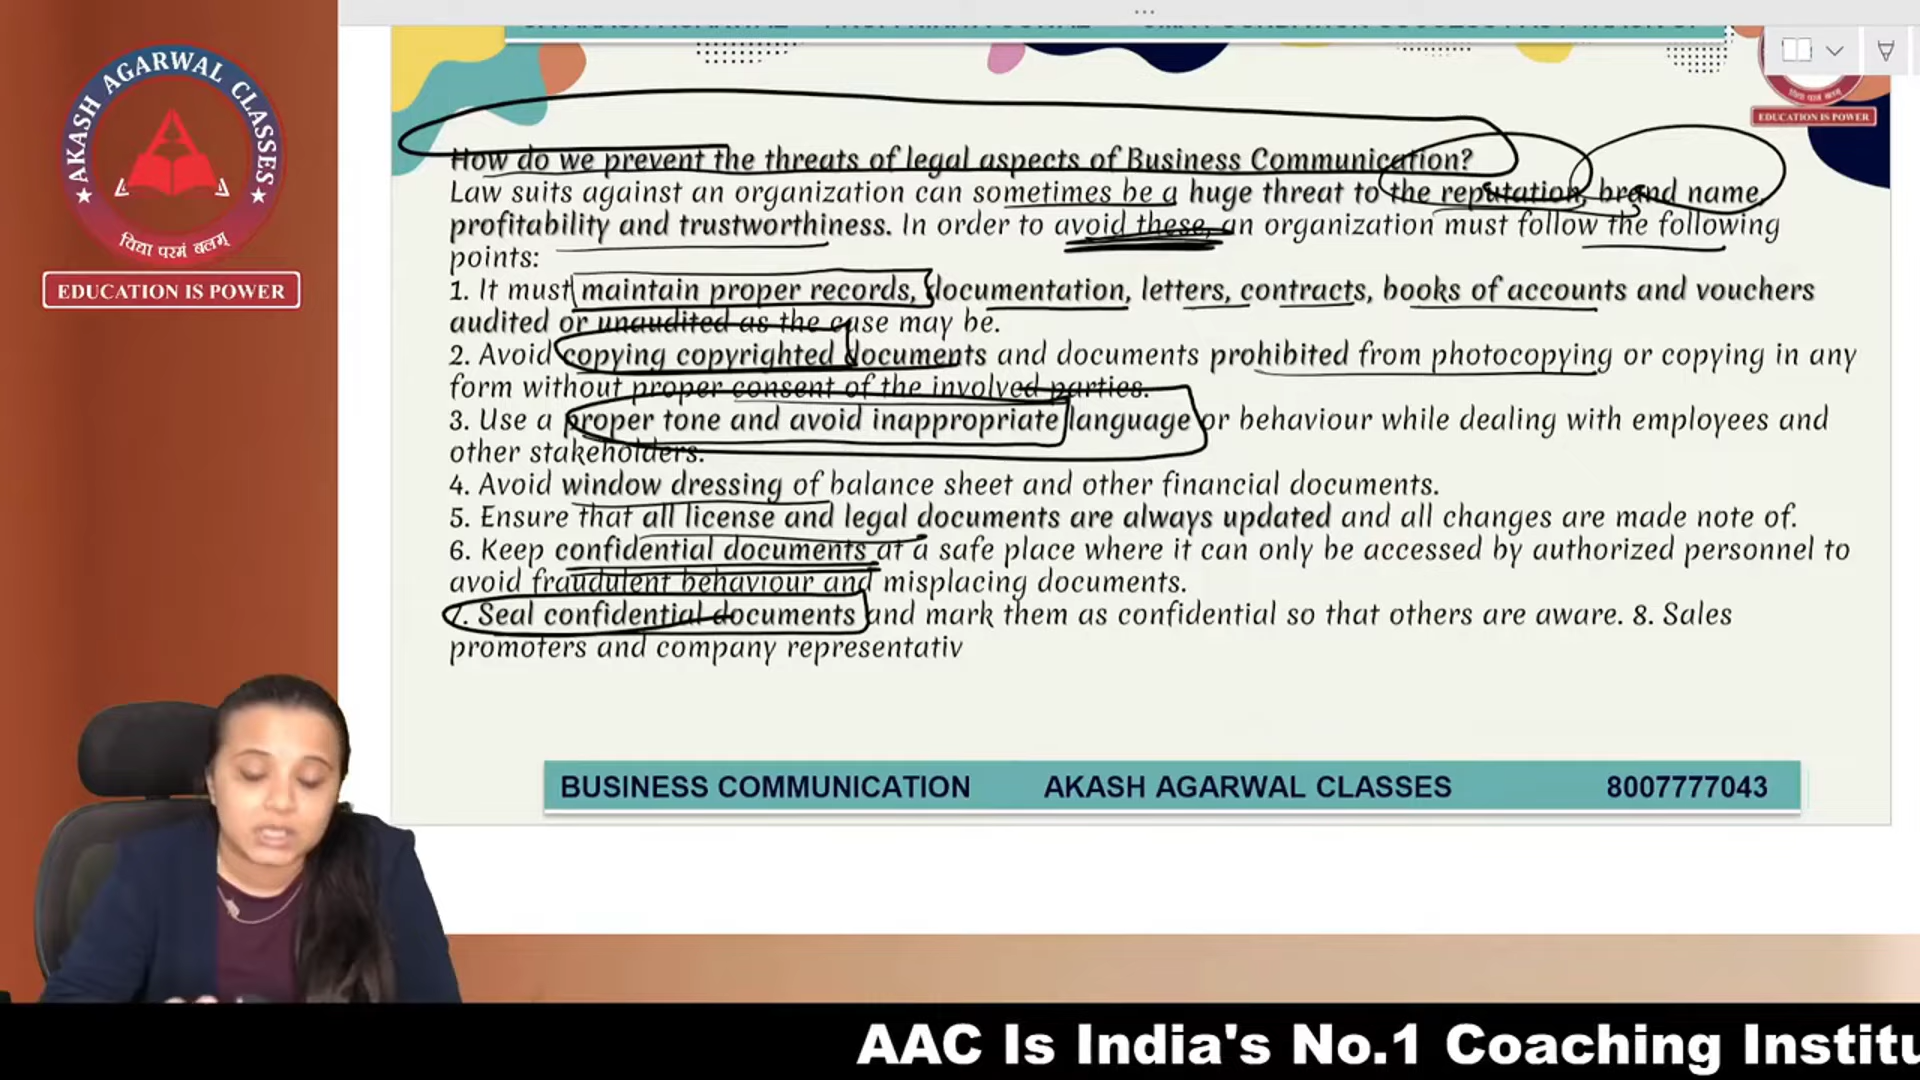 AKASH AGARWAL CLASSES
विद्या परमं बलम्
EDUCATION IS POWER
EDUCATION IS POWER
How do we prevent the threats of legal aspects of Business Communication?
Law suits against an organization can sometimes be a huge threat to the reputation, brand name,
profitability and trustworthiness. In order to avoid these, an organization must follow the following
points:
1. It must maintain proper records, documentation, letters, contracts, books of accounts and vouchers
audited or unaudited as the case may be.
2. Avoid copying copyrighted documents and documents prohibited from photocopying or copying in any
form without proper consent of the involved parties.
3. Use a proper tone and avoid inappropriate language or behaviour while dealing with employees and
other stakeholders.
4. Avoid window dressing of balance sheet and other financial documents.
5. Ensure that all license and legal documents are always updated and all changes are made note of.
6. Keep confidential documents at a safe place where it can only be accessed by authorized personnel to
avoid fraudulent behaviour and misplacing documents.
7. Seal confidential documents and mark them as confidential so that others are aware. 8. Sales
promoters and company representativ
BUSINESS COMMUNICATION AKASH AGARWAL CLASSES 8007777043
AAC Is India's No.1 Coaching Institu